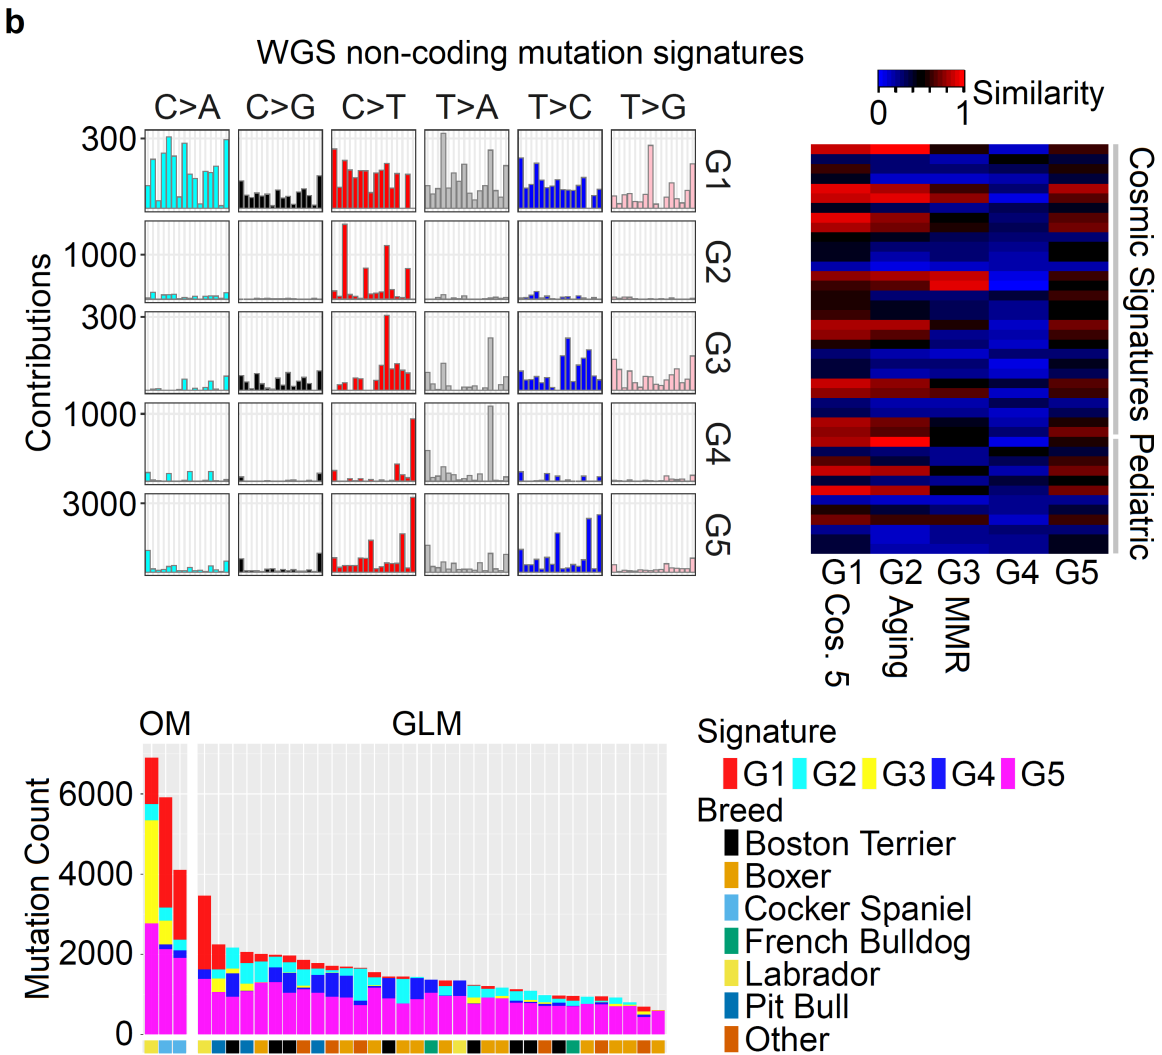 b
WGS non-coding mutation signatures
C>A C>G C>T T>A T>C T>G
Contributions
300 G1
1000 G2
300 G3
1000 G4
3000 G5
0 1 Similarity
Cosmic Signatures
Pediatric
G1 G2 G3 G4 G5
Cos. 5 Aging MMR
OM GLM
Mutation Count
6000
4000
2000
0
Signature
G1 G2 G3 G4 G5
Breed
Boston Terrier
Boxer
Cocker Spaniel
French Bulldog
Labrador
Pit Bull
Other